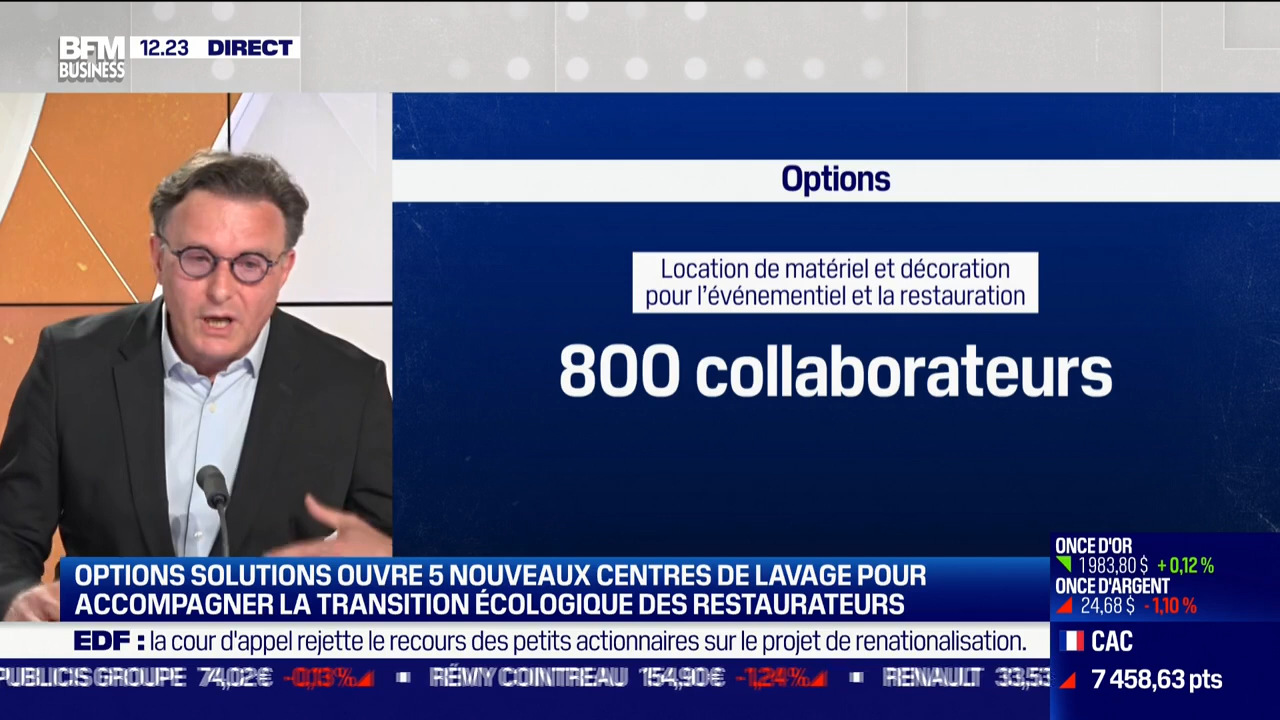 BFM
BUSINESS
12.23 DIRECT
Options
Location de matériel et décoration
pour l'événementiel et la restauration
800 collaborateurs
OPTIONS SOLUTIONS OUVRE 5 NOUVEAUX CENTRES DE LAVAGE POUR
ACCOMPAGNER LA TRANSITION ÉCOLOGIQUE DES RESTAURATEURS
EDF : la cour d'appel rejette le recours des petits actionnaires sur le projet de renationalisation.
PUBLICIS GROUPE 74,02€ -0,13% RÉMY COINTREAU 154,90€ -1,24% RENAULT 33,53
ONCE D'OR
1 983,80 $ + 0,12 %
ONCE D'ARGENT
24,68 $ - 1,10 %
CAC
7 458,63 pts